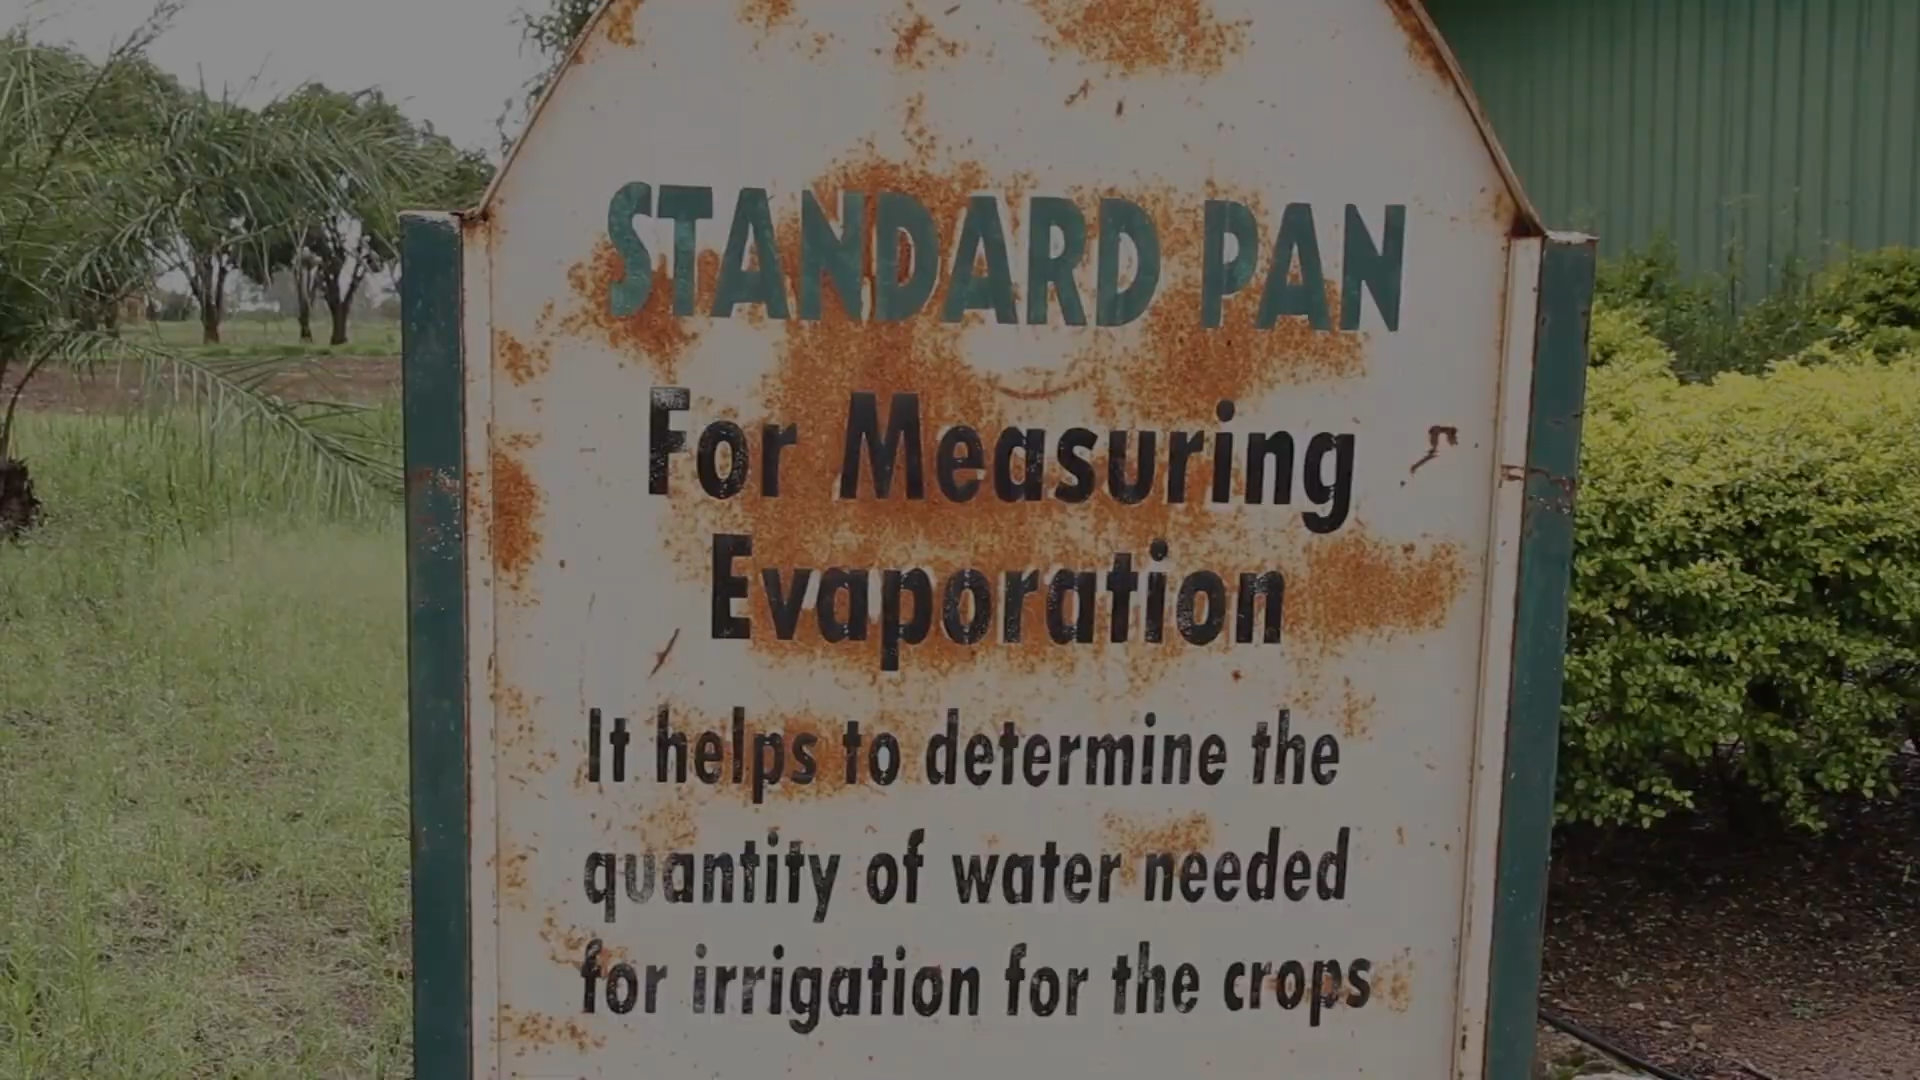 STANDARD PAN
For Measuring
Evaporation
It helps to determine the
quantity of water needed
for irrigation for the crops